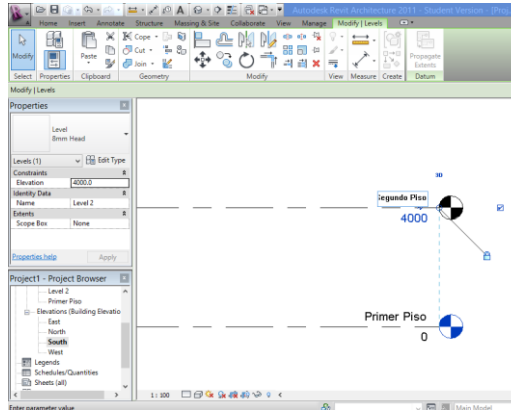 Autodesk Revit Architecture 2011 - Student Version - [Proj
Home Insert Annotate Structure Massing & Site Collaborate View Manage Modify | Levels
Modify
Properties
Paste
Cope
Cut
Join
Propagate
Extents
Select Properties Clipboard Geometry Modify View Measure Create Datum
Modify | Levels
Properties
Level
8mm Head
Levels (1) Edit Type
Constraints
Elevation 4000.0
Identity Data
Name Level 2
Extents
Scope Box None
Properties help Apply
Project1 - Project Browser
Level 2
Primer Piso
Elevations (Building Elevatio
East
North
South
West
Legends
Schedules/Quantities
Sheets (all)
3D
Segundo Piso
4000
Primer Piso
0
1 : 100
Enter parameter value
Main Model